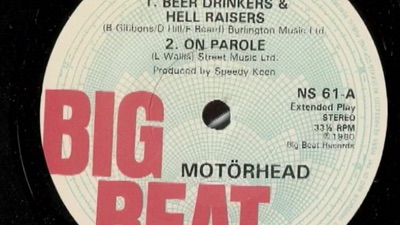 1. BEER DRINKERS &
HELL RAISERS
(B Gibbons/D Hill/F Beard) Burlington Music Ltd.
2. ON PAROLE
(L Wallis) Street Music Ltd.
Produced by Speedy Keen
NS 61-A
Extended Play
STEREO
33⅓ RPM
℗ 1980
Big Beat Records
BIG
BEAT
MOTÖRHEAD